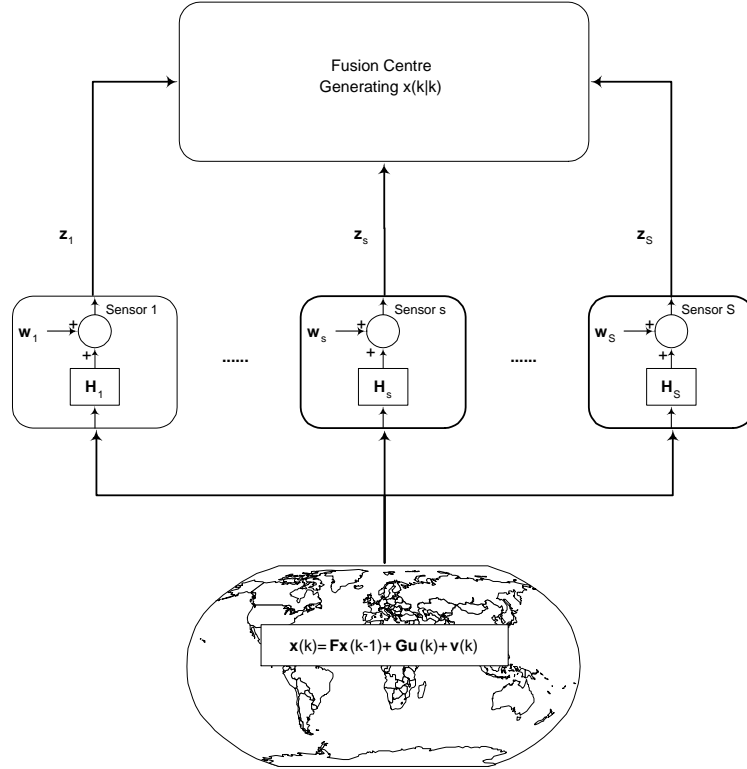 Fusion Centre
Generating x(k|k)
z1
zs
zS
Sensor 1
Sensor s
Sensor S
w1
+
+
H1
......
ws
+
+
Hs
......
wS
+
+
HS
x(k)=Fx(k-1)+Gu(k)+v(k)